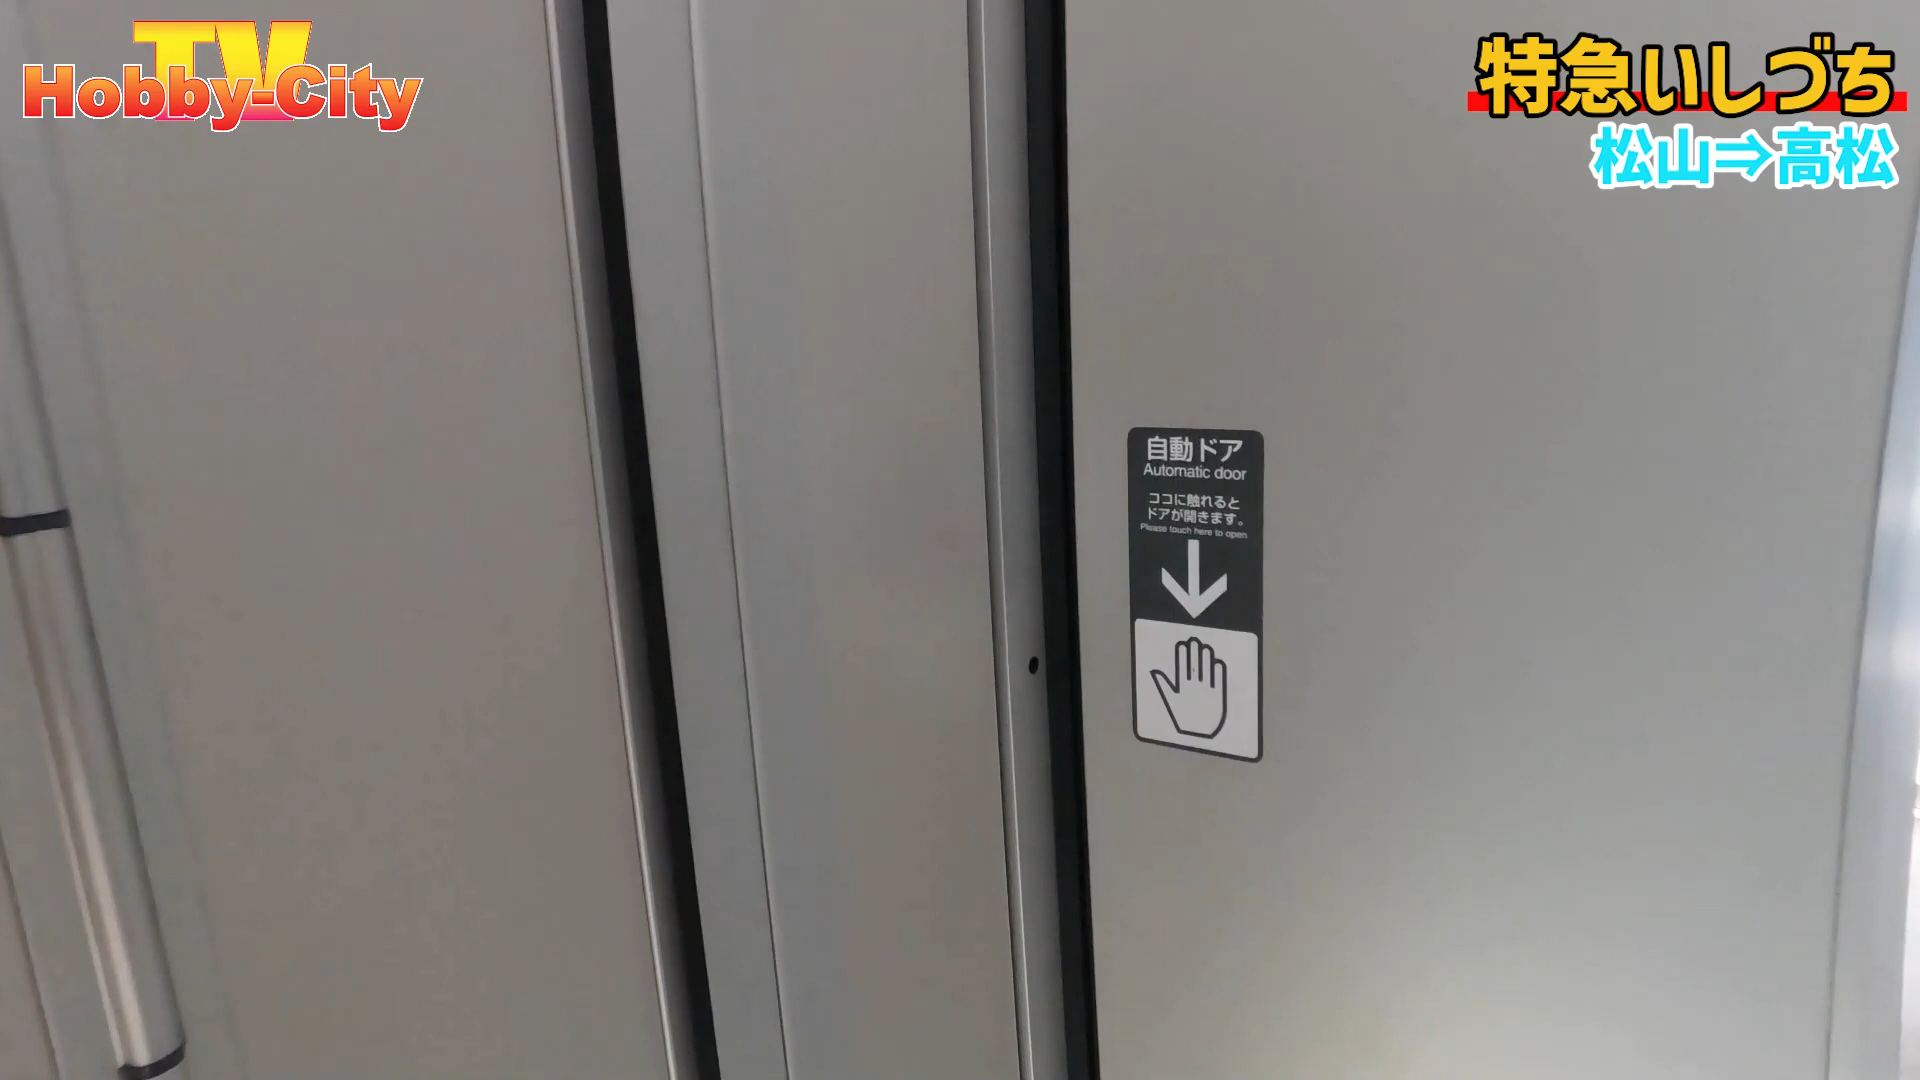 TV
Hobby-City
特急いしづち
松山⇒高松
自動ドア
Automatic door
ココに触れると
ドアが開きます。
Please touch here to open